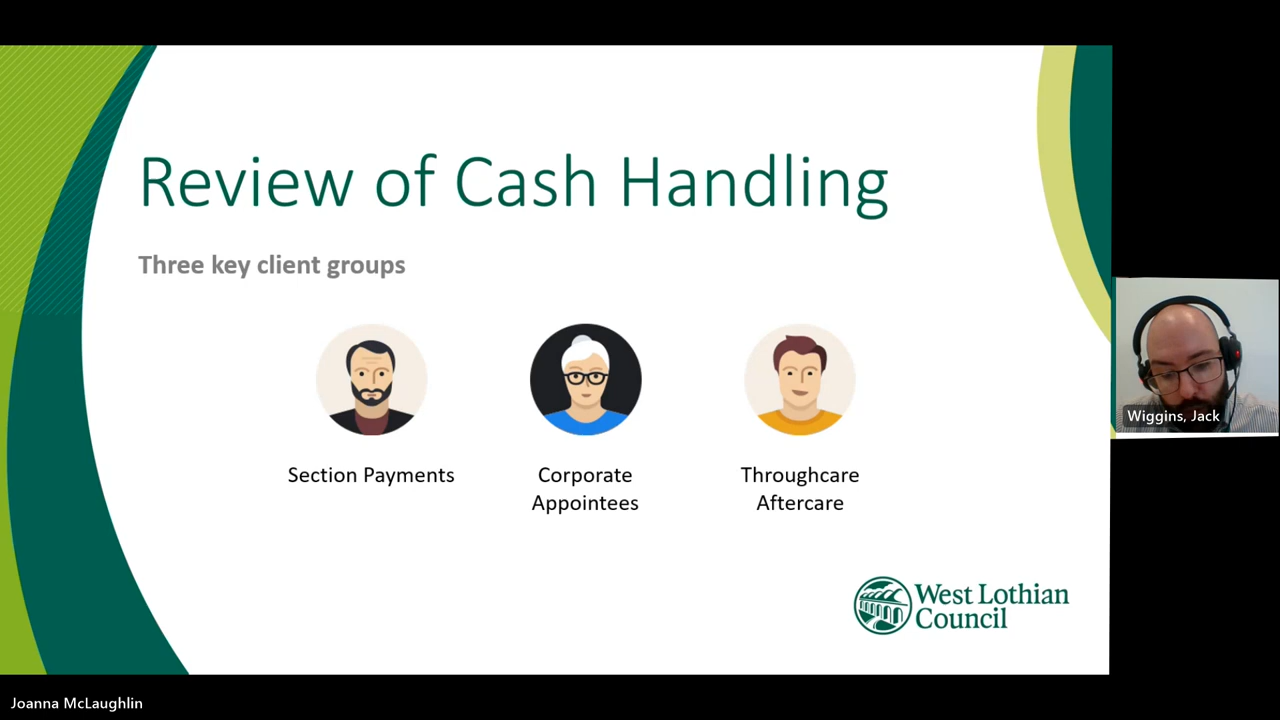 Review of Cash Handling
Three key client groups
Section Payments
Corporate
Appointees
Throughcare
Aftercare
West Lothian
Council
Wiggins, Jack
Joanna McLaughlin